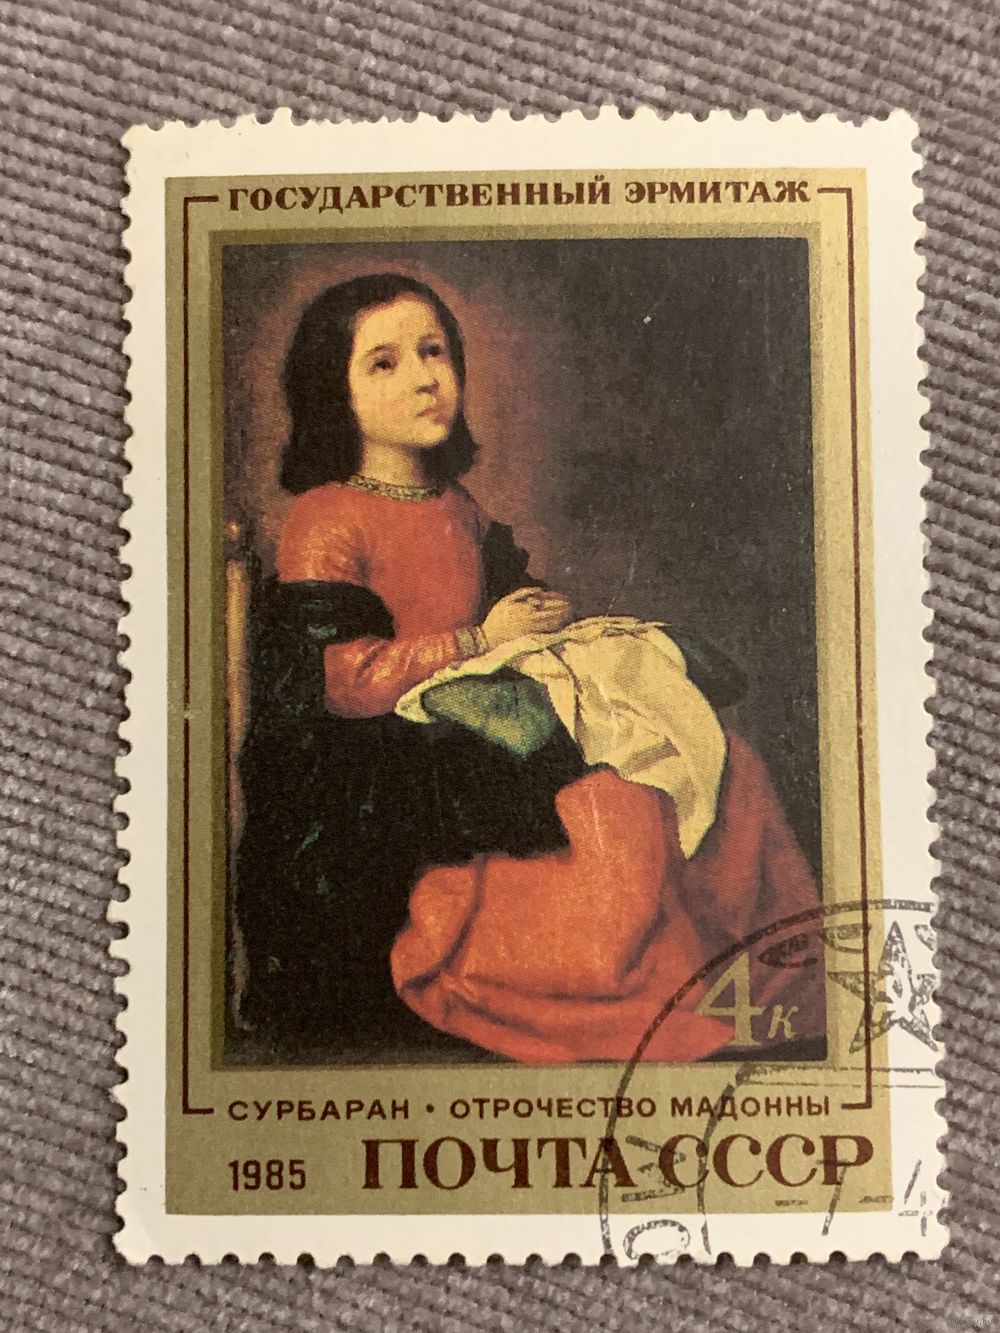 ГОСУДАРСТВЕННЫЙ ЭРМИТАЖ
4к
СУРБАРАН • ОТРОЧЕСТВО МАДОННЫ
1985 ПОЧТА СССР